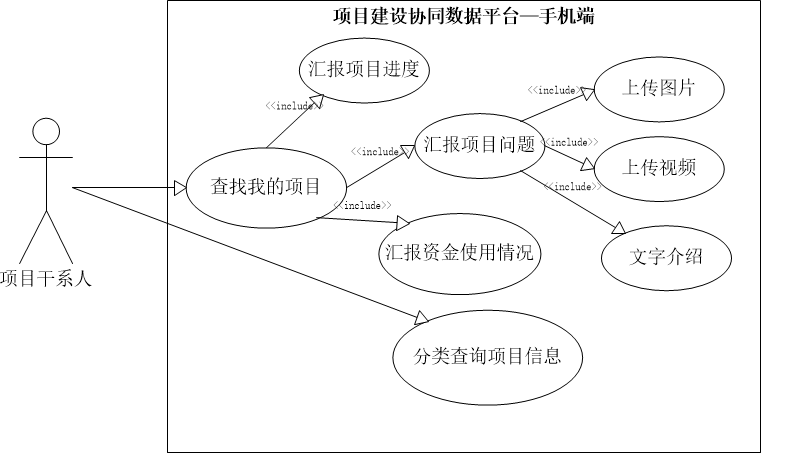 项目建设协同数据平台—手机端
汇报项目进度
<<include>>
<<include>
上传图片
汇报项目问题
<<include>>
<<include>>
上传视频
查找我的项目
<<include>>
<<include>>
汇报资金使用情况
文字介绍
项目干系人
分类查询项目信息